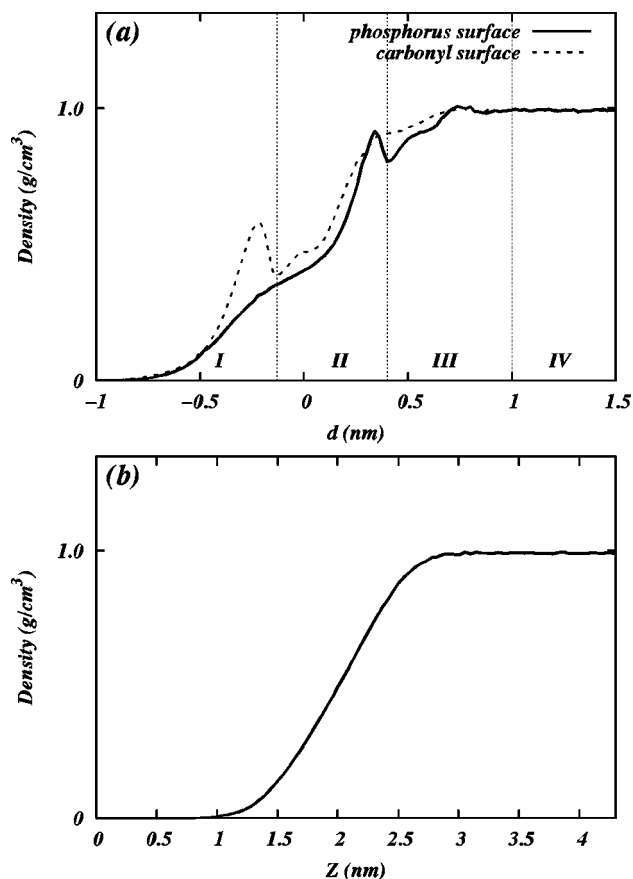 (a)
phosphorus surface
carbonyl surface
1.0
Density (g/cm³)
0
I II III IV
−1 −0.5 0 0.5 1 1.5
d (nm)
(b)
1.0
Density (g/cm³)
0
0 0.5 1 1.5 2 2.5 3 3.5 4
Z (nm)